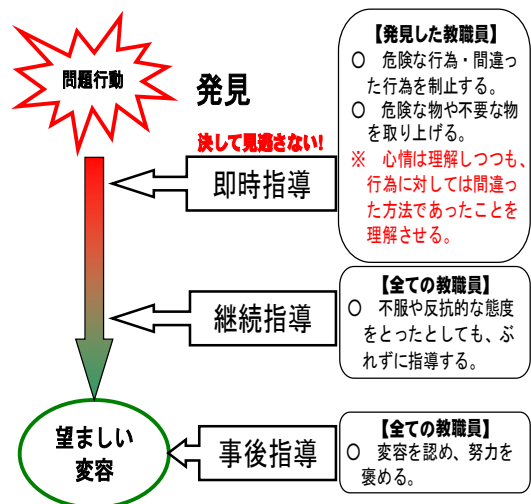 問題行動
発見
決して見逃さない!
即時指導
【発見した教職員】
○ 危険な行為・間違っ
た行為を制止する。
○ 危険な物や不要な物
を取り上げる。
※ 心情は理解しつつも、
行為に対しては間違っ
た方法であったことを
理解させる。
継続指導
【全ての教職員】
○ 不服や反抗的な態度
をとったとしても、ぶ
れずに指導する。
望ましい
変容
事後指導
【全ての教職員】
○ 変容を認め、努力を
褒める。